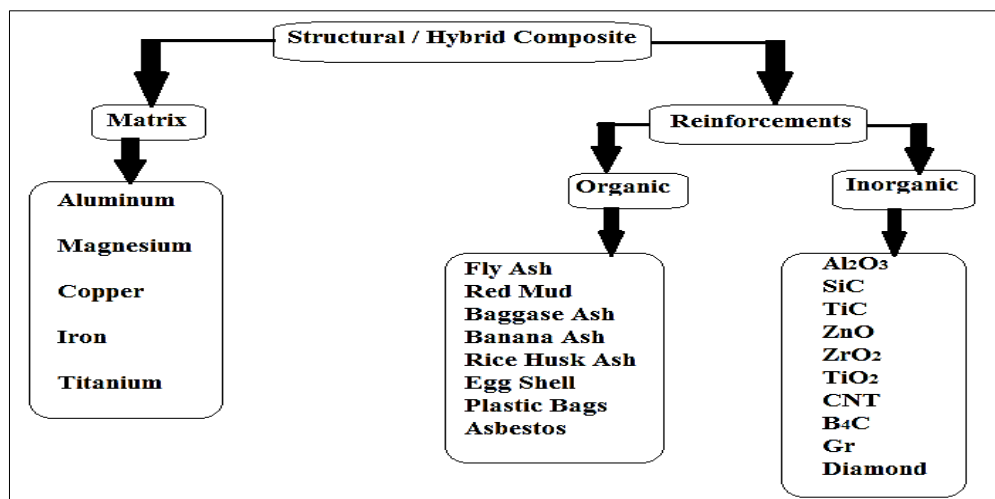 Structural / Hybrid Composite
Matrix
Reinforcements
Organic
Inorganic
Aluminum
Magnesium
Copper
Iron
Titanium
Fly Ash
Red Mud
Baggase Ash
Banana Ash
Rice Husk Ash
Egg Shell
Plastic Bags
Asbestos
Al₂O₃
SiC
TiC
ZnO
ZrO₂
TiO₂
CNT
B₄C
Gr
Diamond